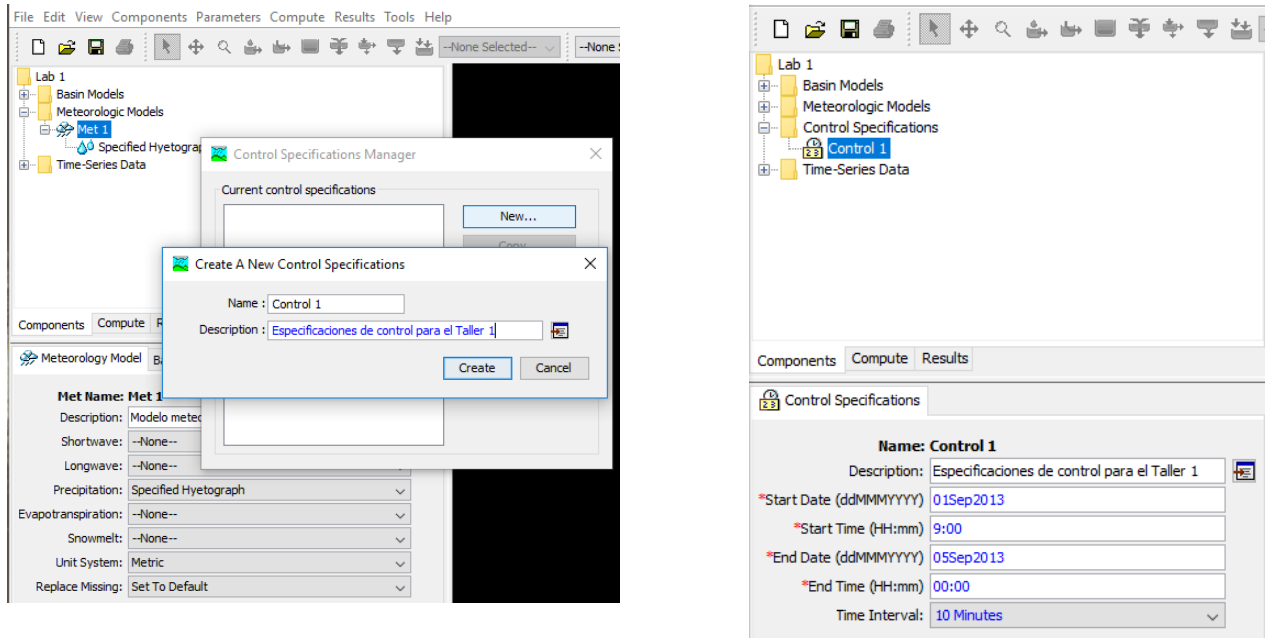 File Edit View Components Parameters Compute Results Tools Help
--None Selected--
--None
Lab 1
Basin Models
Meteorologic Models
Met 1
Specified Hyetogra
Time-Series Data
Control Specifications Manager
Current control specifications
New...
Copy...
Create A New Control Specifications
Name : Control 1
Description : Especificaciones de control para el Taller 1
Create Cancel
Components Compute R
Meteorology Model Ba
Met Name: Met 1
Description: Modelo meteo
Shortwave: --None--
Longwave: --None--
Precipitation: Specified Hyetograph
Evapotranspiration: --None--
Snowmelt: --None--
Unit System: Metric
Replace Missing: Set To Default
Lab 1
Basin Models
Meteorologic Models
Control Specifications
Control 1
Time-Series Data
Components Compute Results
Control Specifications
Name: Control 1
Description: Especificaciones de control para el Taller 1
*Start Date (ddMMMYYYY) 01Sep2013
*Start Time (HH:mm) 9:00
*End Date (ddMMMYYYY) 05Sep2013
*End Time (HH:mm) 00:00
Time Interval: 10 Minutes